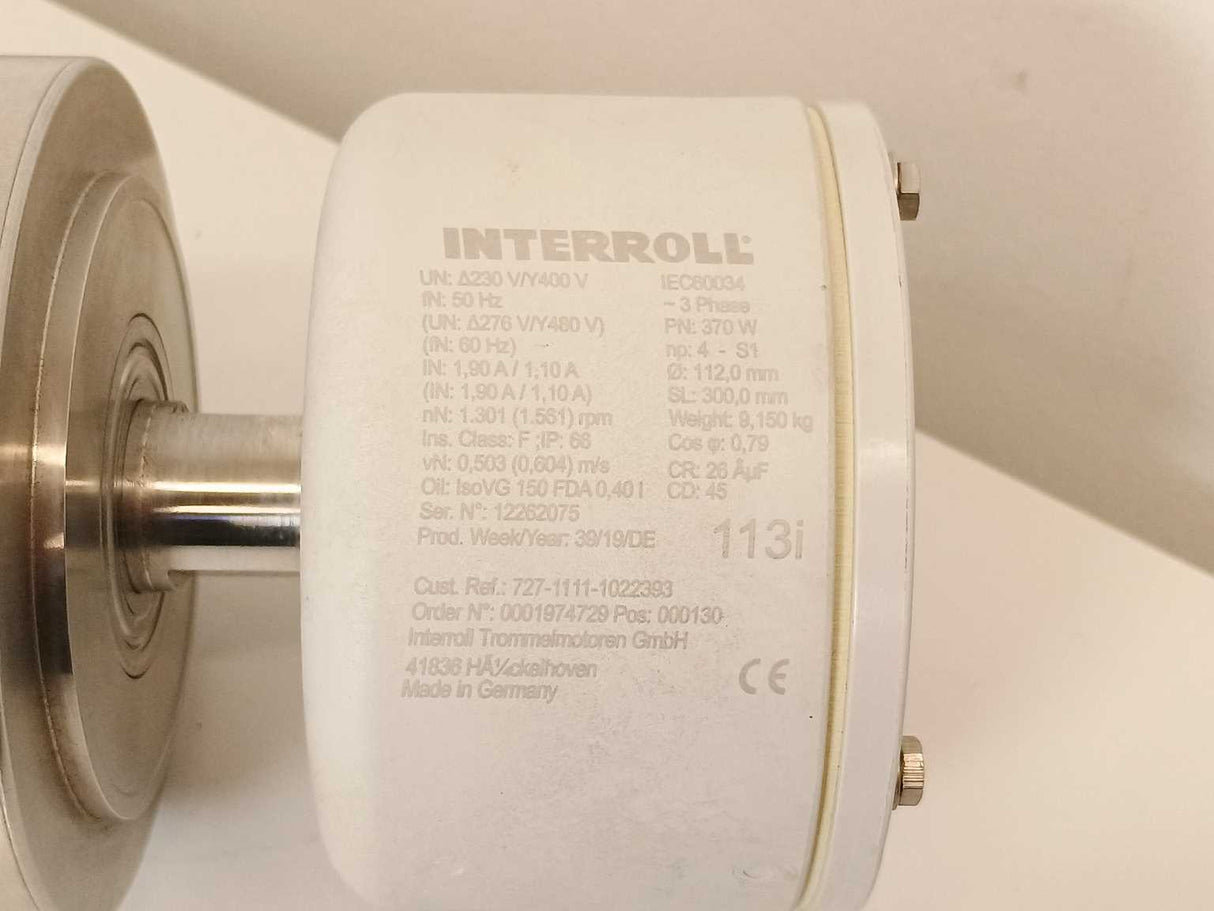 INTERROLL
UN: Δ230 V/Y400 V
fN: 50 Hz
(UN: Δ276 V/Y480 V)
(fN: 60 Hz)
IN: 1,90 A / 1,10 A
(IN: 1,90 A / 1,10 A)
nN: 1.301 (1.561) rpm
Ins. Class: F ;IP: 66
vN: 0,503 (0,604) m/s
Oil: IsoVG 150 FDA 0,40 l
Ser. N°: 12262075
Prod. Week/Year: 39/19/DE
IEC60034
~ 3 Phase
PN: 370 W
np: 4 - S1
Ø: 112,0 mm
SL: 300,0 mm
Weight: 9,150 kg
Cos φ: 0,79
CR: 26 ÂµF
CD: 45
113i
Cust. Ref.: 727-1111-1022393
Order N°: 0001974729 Pos: 000130
Interroll Trommelmotoren GmbH
41836 HÃ¼ckelhoven
Made in Germany
CE